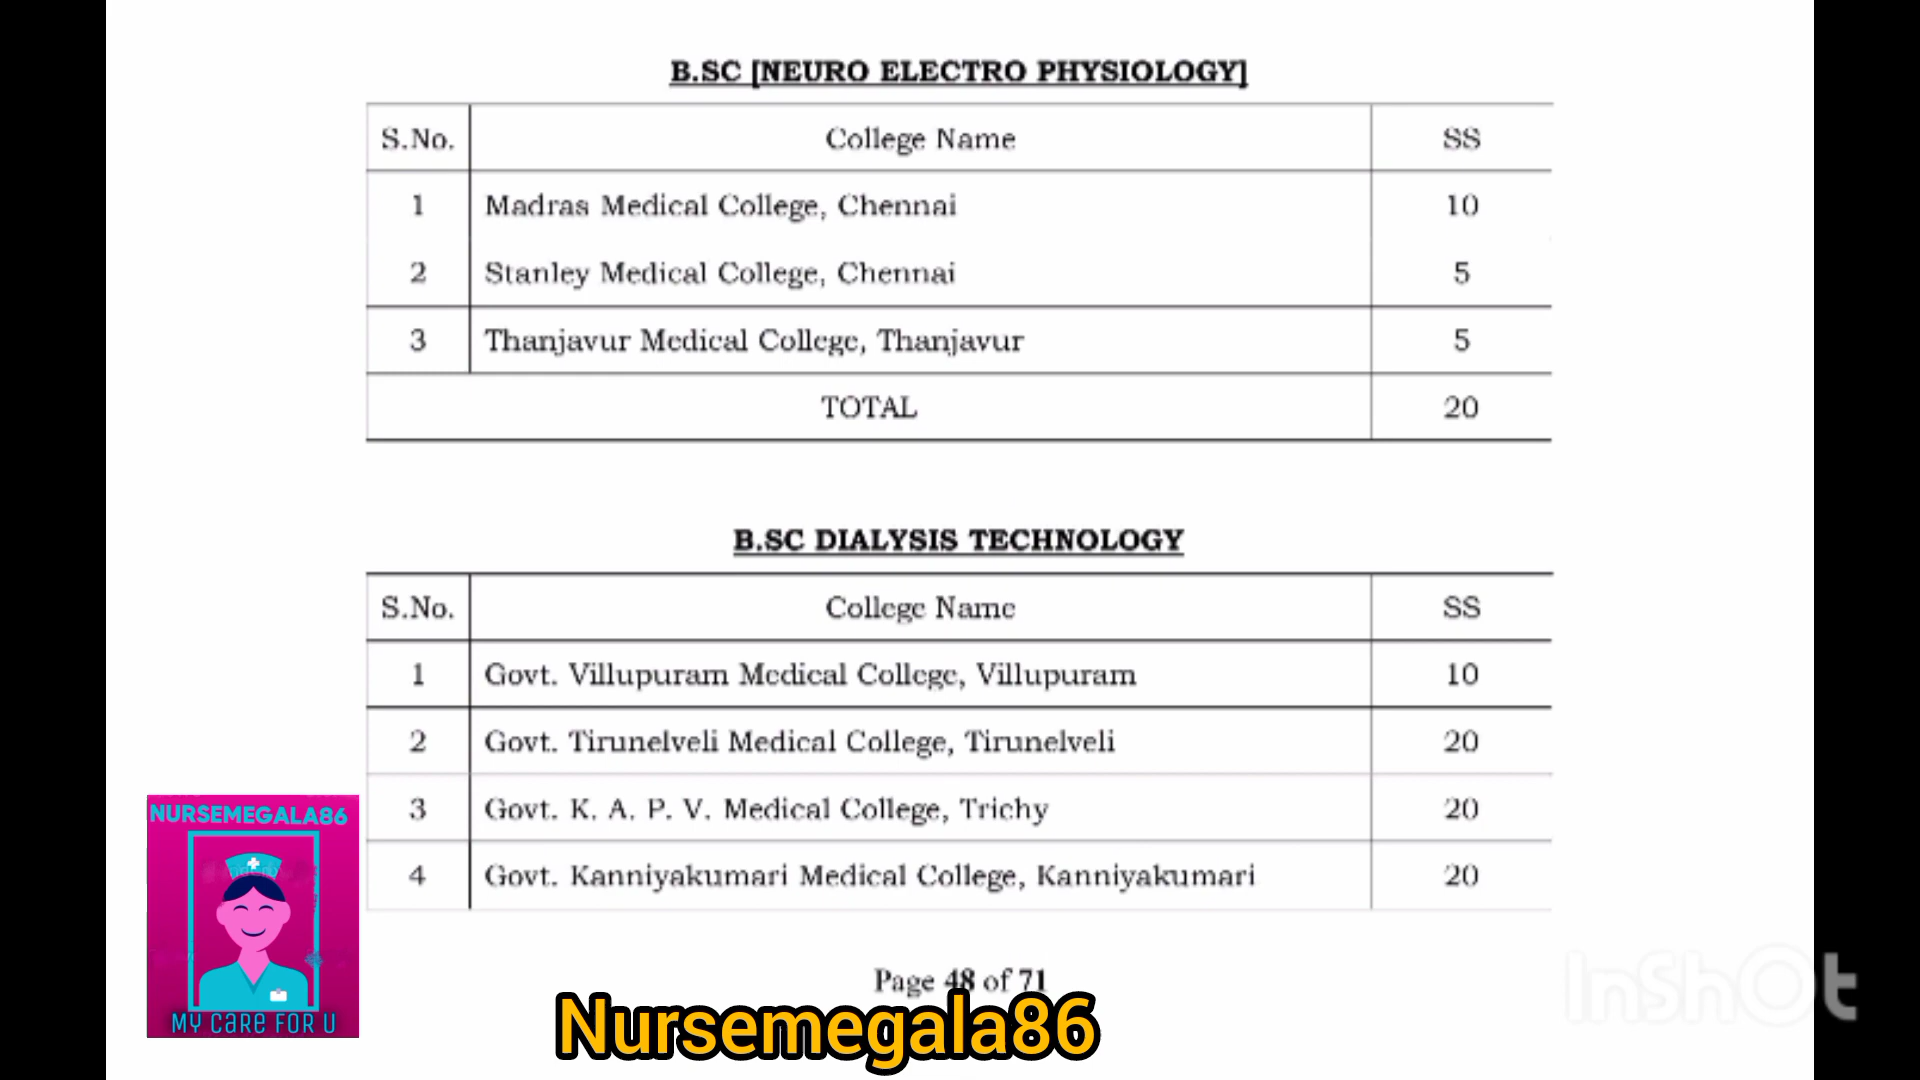 B.SC [NEURO ELECTRO PHYSIOLOGY]
S.No. College Name SS
1 Madras Medical College, Chennai 10
2 Stanley Medical College, Chennai 5
3 Thanjavur Medical College, Thanjavur 5
TOTAL 20
B.SC DIALYSIS TECHNOLOGY
S.No. College Name SS
1 Govt. Villupuram Medical College, Villupuram 10
2 Govt. Tirunelveli Medical College, Tirunelveli 20
3 Govt. K. A. P. V. Medical College, Trichy 20
4 Govt. Kanniyakumari Medical College, Kanniyakumari 20
NURSEMEGALA86
MY CARE FOR U
Page 48 of 71
Nursemegala86
InShOt